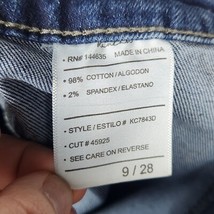 • RN# 144635
MADE IN CHINA
• 98% COTTON/ALGODON
• 2% SPANDEX/ELASTANO
• STYLE/ESTILO # KC7843D
• CUT # 45925
• SEE CARE ON REVERSE
9 / 28